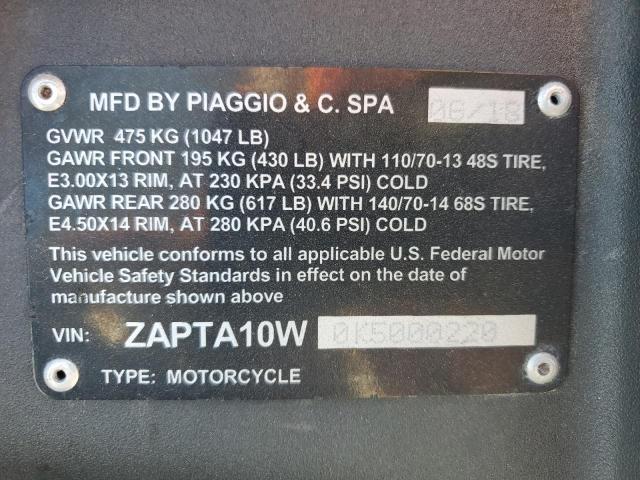 MFD BY PIAGGIO & C. SPA 06/18
GVWR 475 KG (1047 LB)
GAWR FRONT 195 KG (430 LB) WITH 110/70-13 48S TIRE,
E3.00X13 RIM, AT 230 KPA (33.4 PSI) COLD
GAWR REAR 280 KG (617 LB) WITH 140/70-14 68S TIRE,
E4.50X14 RIM, AT 280 KPA (40.6 PSI) COLD
This vehicle conforms to all applicable U.S. Federal Motor
Vehicle Safety Standards in effect on the date of
manufacture shown above
VIN: ZAPTA10W 0K5000220
TYPE: MOTORCYCLE